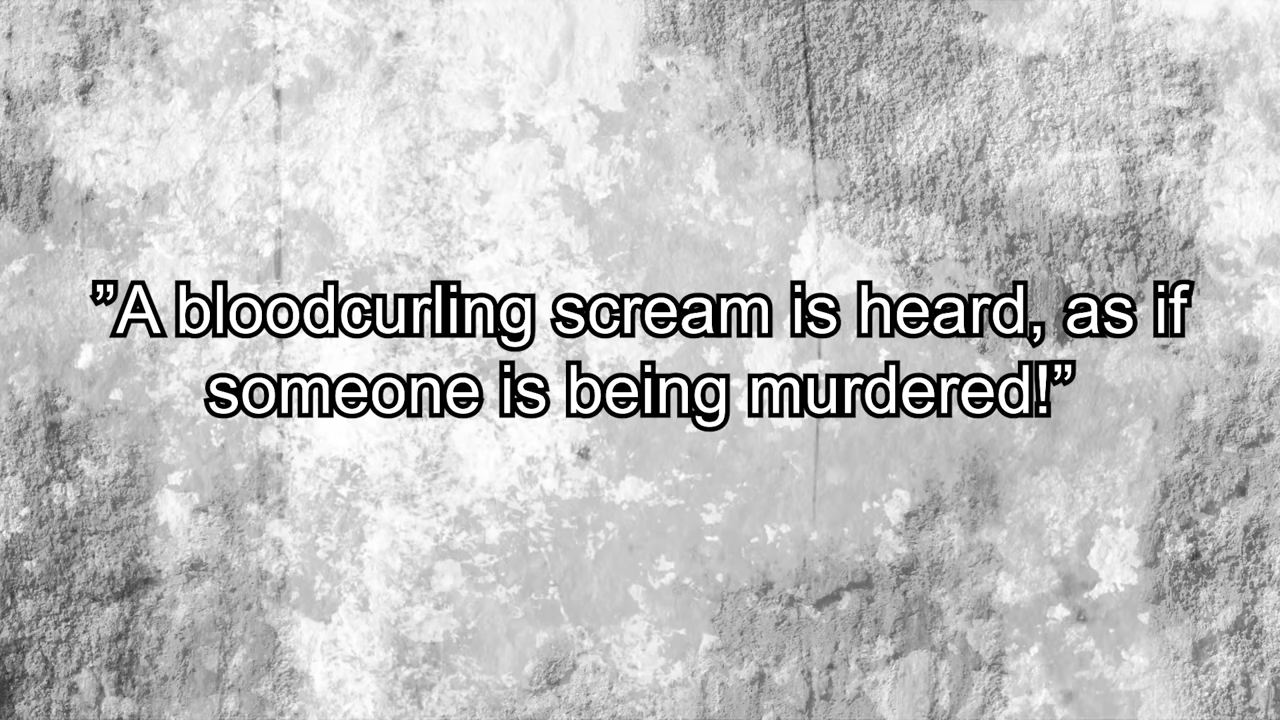 ”A bloodcurling scream is heard, as if
someone is being murdered!”